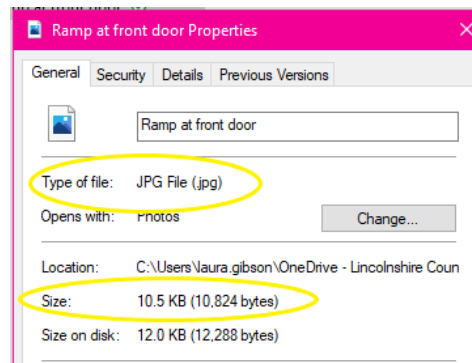 Ramp at front door Properties
General Security Details Previous Versions
Ramp at front door
Type of file: JPG File (.jpg)
Opens with: Photos
Change...
Location: C:\Users\laura.gibson\OneDrive - Lincolnshire Coun
Size: 10.5 KB (10,824 bytes)
Size on disk: 12.0 KB (12,288 bytes)